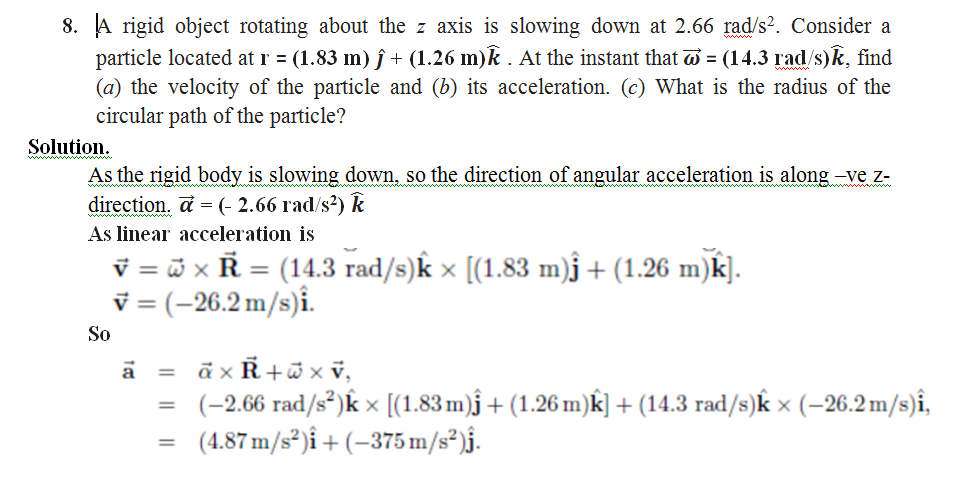 8. A rigid object rotating about the z axis is slowing down at 2.66 rad/s². Consider a
particle located at r = (1.83 m) ĵ + (1.26 m)k̂ . At the instant that ω⃗ = (14.3 rad/s)k̂, find
(a) the velocity of the particle and (b) its acceleration. (c) What is the radius of the
circular path of the particle?
Solution.
As the rigid body is slowing down, so the direction of angular acceleration is along –ve z-
direction. α⃗ = (- 2.66 rad/s²) k̂
As linear acceleration is
v⃗ = ω⃗ × R⃗ = (14.3 rad/s)k̂ × [(1.83 m)ĵ + (1.26 m)k̂].
v⃗ = (−26.2 m/s)î.
So
a⃗ = α⃗ × R⃗ + ω⃗ × v⃗,
= (−2.66 rad/s²)k̂ × [(1.83 m)ĵ + (1.26 m)k̂] + (14.3 rad/s)k̂ × (−26.2 m/s)î,
= (4.87 m/s²)î + (−375 m/s²)ĵ.